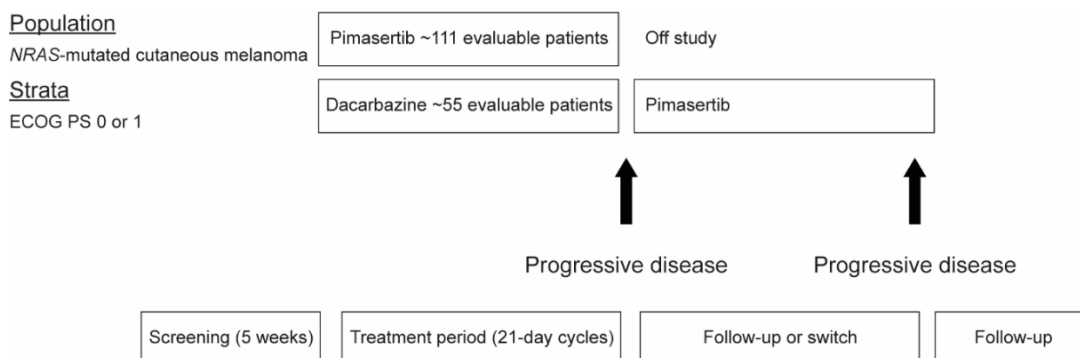 Population
NRAS-mutated cutaneous melanoma
Pimasertib ~111 evaluable patients
Off study
Strata
ECOG PS 0 or 1
Dacarbazine ~55 evaluable patients
Pimasertib
Progressive disease
Progressive disease
Screening (5 weeks)
Treatment period (21-day cycles)
Follow-up or switch
Follow-up